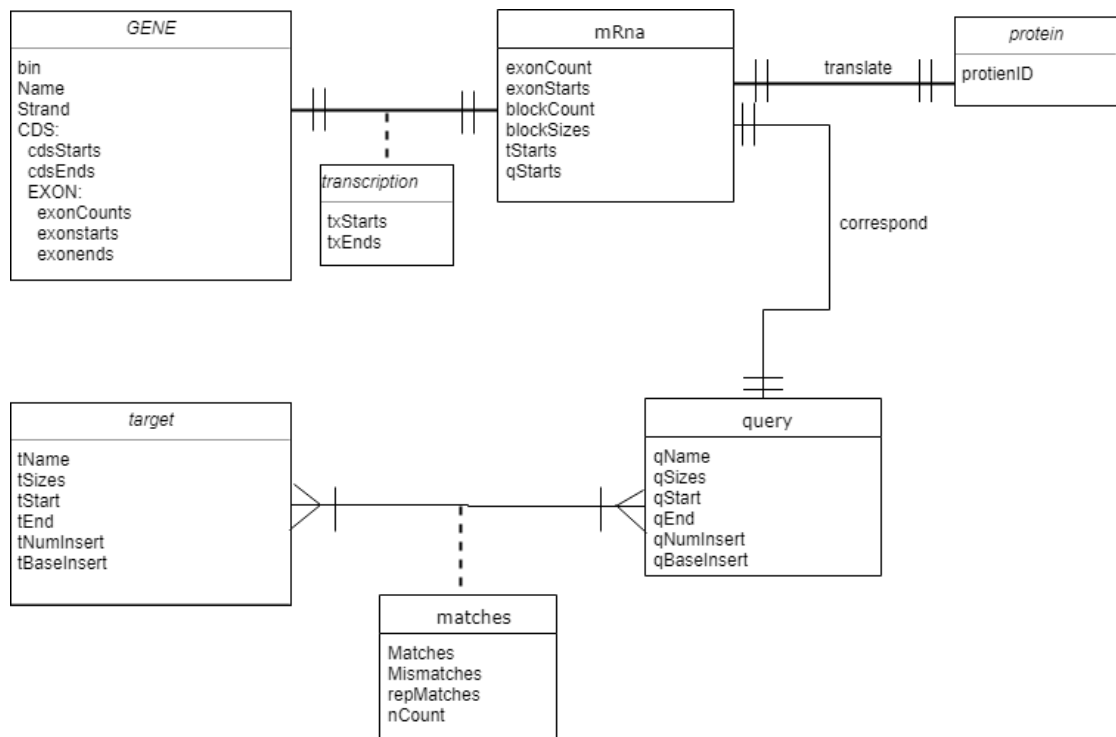 GENE
bin
Name
Strand
CDS:
cdsStarts
cdsEnds
EXON:
exonCounts
exonstarts
exonends
transcription
txStarts
txEnds
mRna
exonCount
exonStarts
blockCount
blockSizes
tStarts
qStarts
translate
protein
protienID
correspond
target
tName
tSizes
tStart
tEnd
tNumInsert
tBaseInsert
query
qName
qSizes
qStart
qEnd
qNumInsert
qBaseInsert
matches
Matches
Mismatches
repMatches
nCount